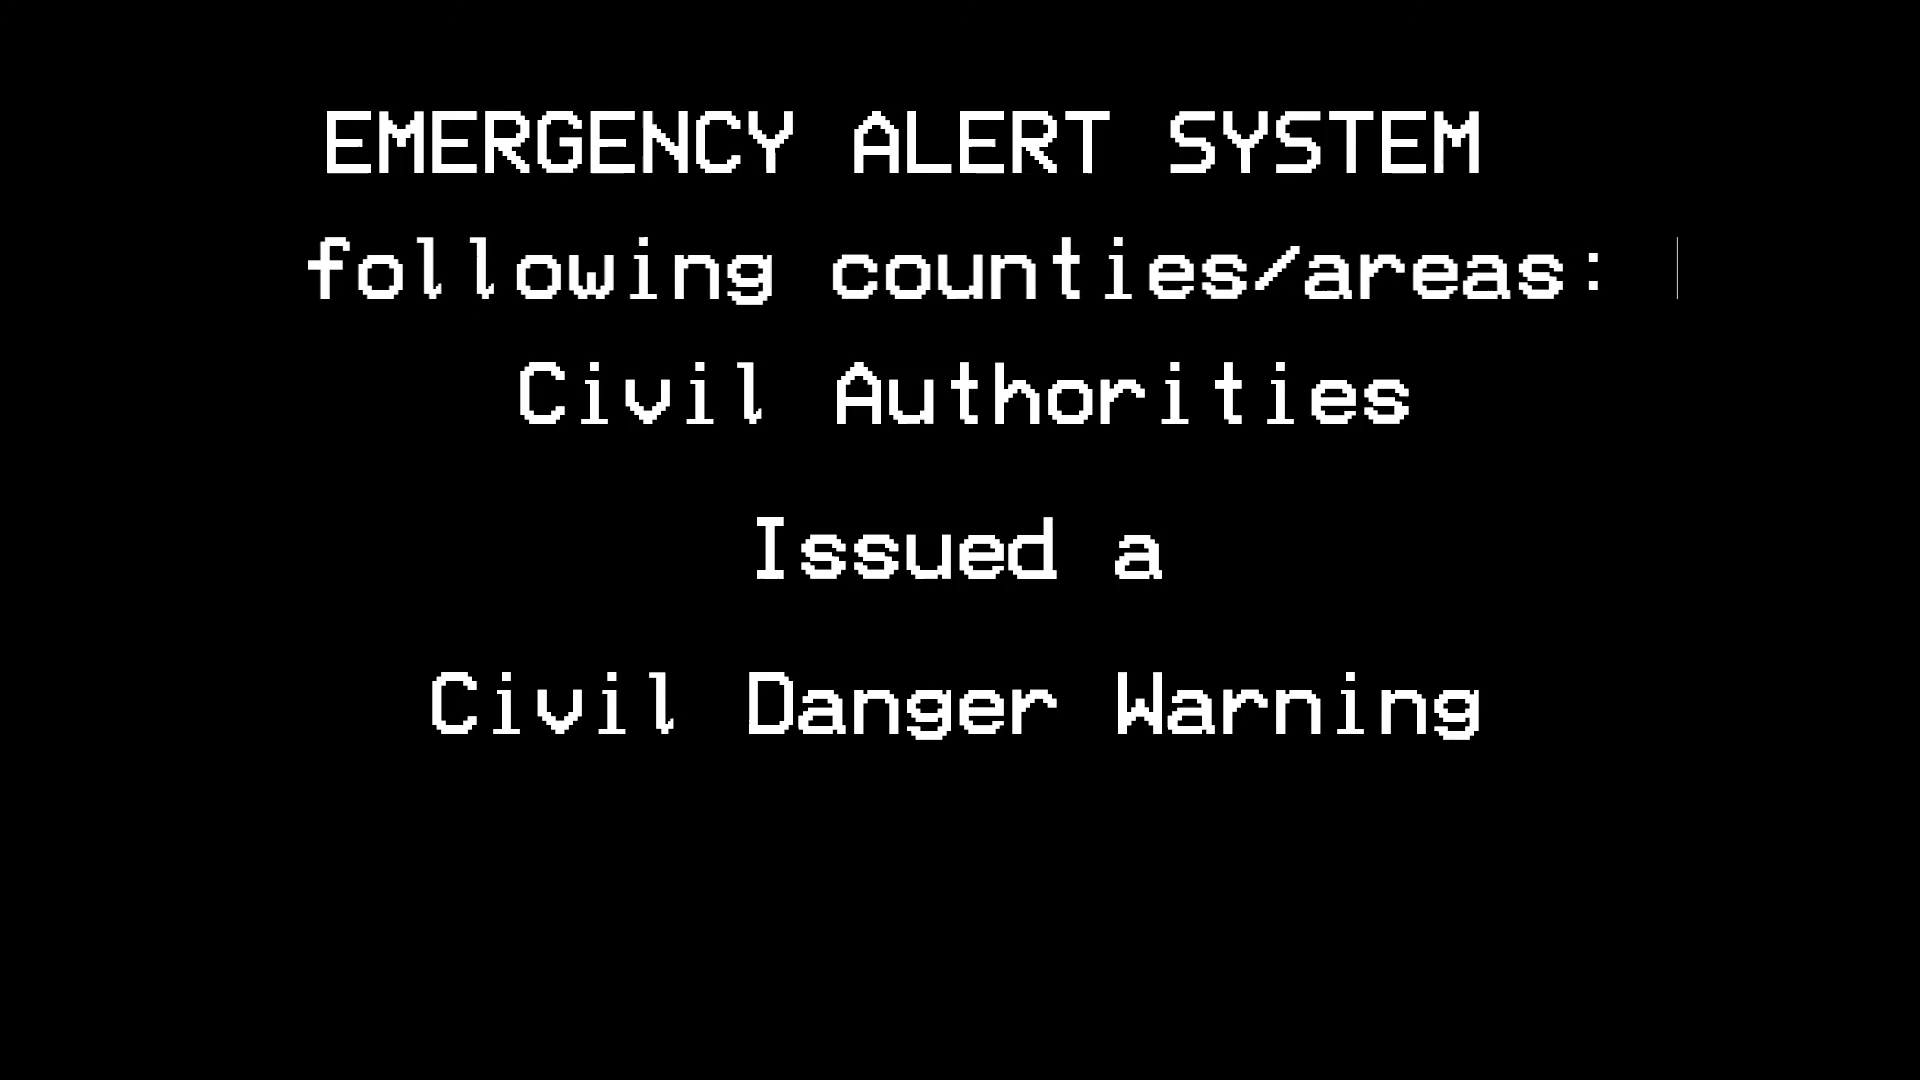 EMERGENCY ALERT SYSTEM
following counties/areas:
Civil Authorities
Issued a
Civil Danger Warning